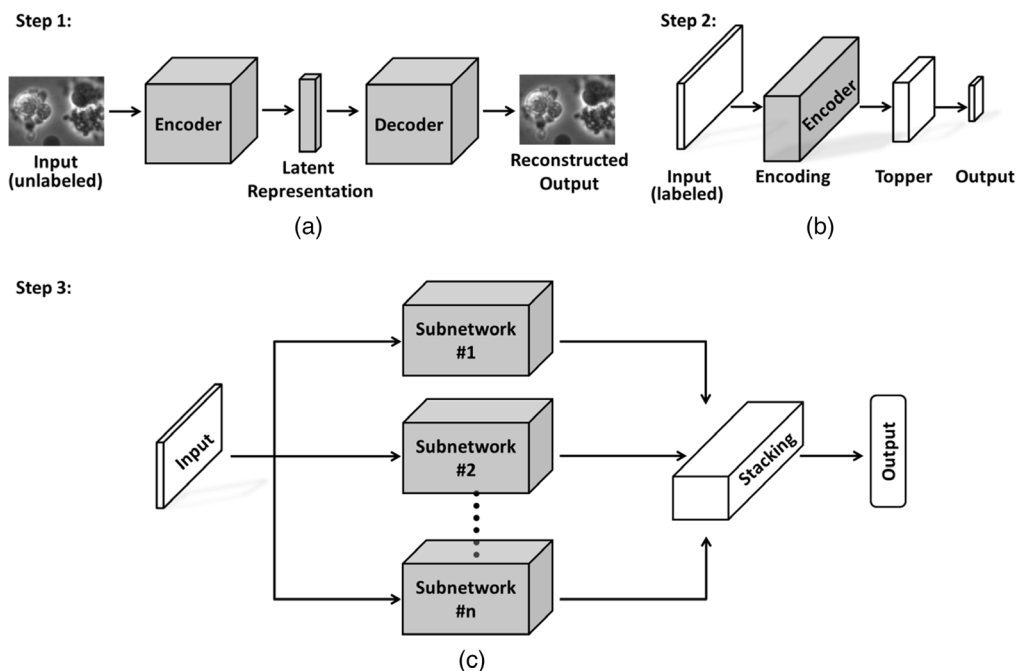 Step 1:
Encoder
Decoder
Input
(unlabeled)
Latent
Representation
Reconstructed
Output
(a)
Step 2:
Encoder
Input
(labeled)
Encoding
Topper
Output
(b)
Step 3:
Input
Subnetwork
#1
Subnetwork
#2
Subnetwork
#n
Stacking
Output
(c)